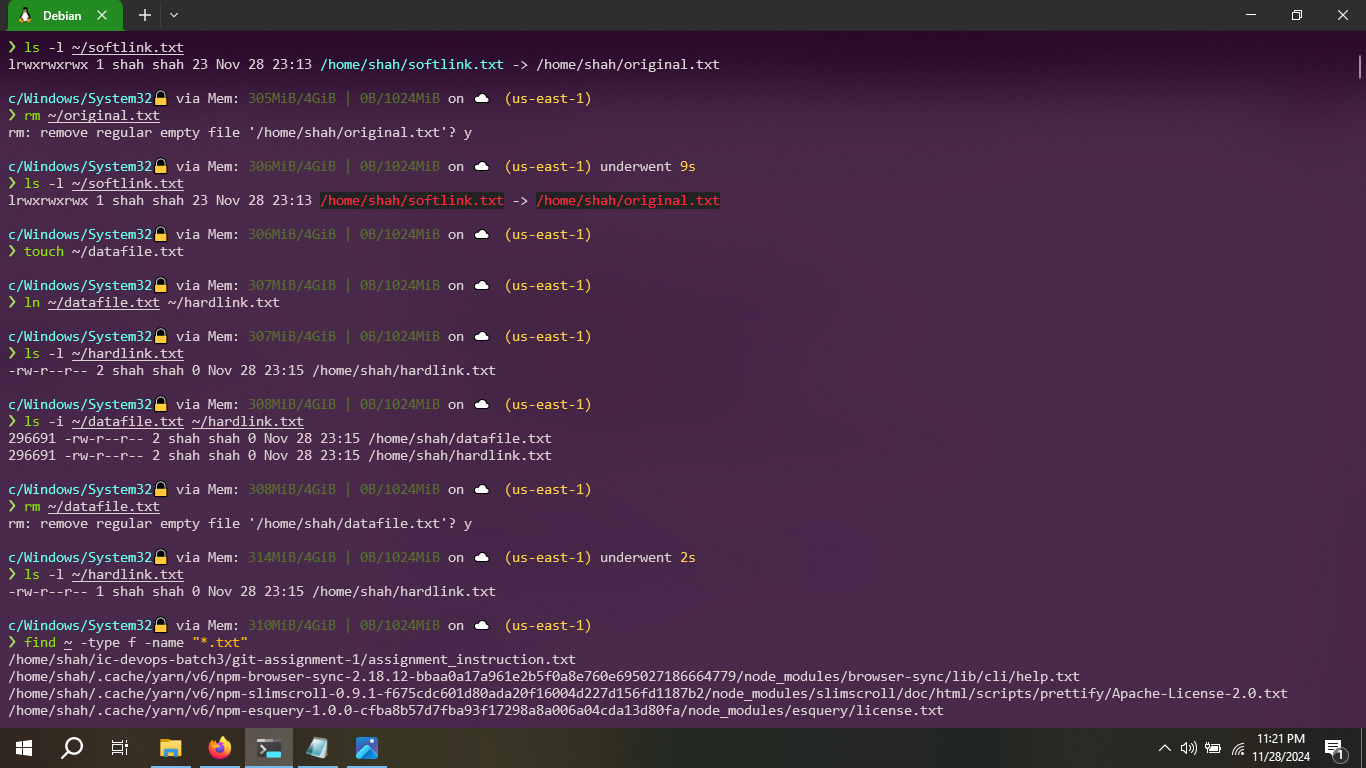 Debian
❯ ls -l ~/softlink.txt
lrwxrwxrwx 1 shah shah 23 Nov 28 23:13 /home/shah/softlink.txt -> /home/shah/original.txt
c/Windows/System32🔒 via Mem: 305MiB/4GiB | 0B/1024MiB on ☁ (us-east-1)
❯ rm ~/original.txt
rm: remove regular empty file '/home/shah/original.txt'? y
c/Windows/System32🔒 via Mem: 306MiB/4GiB | 0B/1024MiB on ☁ (us-east-1) underwent 9s
❯ ls -l ~/softlink.txt
lrwxrwxrwx 1 shah shah 23 Nov 28 23:13 /home/shah/softlink.txt -> /home/shah/original.txt
c/Windows/System32🔒 via Mem: 306MiB/4GiB | 0B/1024MiB on ☁ (us-east-1)
❯ touch ~/datafile.txt
c/Windows/System32🔒 via Mem: 307MiB/4GiB | 0B/1024MiB on ☁ (us-east-1)
❯ ln ~/datafile.txt ~/hardlink.txt
c/Windows/System32🔒 via Mem: 307MiB/4GiB | 0B/1024MiB on ☁ (us-east-1)
❯ ls -l ~/hardlink.txt
-rw-r--r-- 2 shah shah 0 Nov 28 23:15 /home/shah/hardlink.txt
c/Windows/System32🔒 via Mem: 308MiB/4GiB | 0B/1024MiB on ☁ (us-east-1)
❯ ls -i ~/datafile.txt ~/hardlink.txt
296691 -rw-r--r-- 2 shah shah 0 Nov 28 23:15 /home/shah/datafile.txt
296691 -rw-r--r-- 2 shah shah 0 Nov 28 23:15 /home/shah/hardlink.txt
c/Windows/System32🔒 via Mem: 308MiB/4GiB | 0B/1024MiB on ☁ (us-east-1)
❯ rm ~/datafile.txt
rm: remove regular empty file '/home/shah/datafile.txt'? y
c/Windows/System32🔒 via Mem: 314MiB/4GiB | 0B/1024MiB on ☁ (us-east-1) underwent 2s
❯ ls -l ~/hardlink.txt
-rw-r--r-- 1 shah shah 0 Nov 28 23:15 /home/shah/hardlink.txt
c/Windows/System32🔒 via Mem: 310MiB/4GiB | 0B/1024MiB on ☁ (us-east-1)
❯ find ~ -type f -name "*.txt"
/home/shah/ic-devops-batch3/git-assignment-1/assignment_instruction.txt
/home/shah/.cache/yarn/v6/npm-browser-sync-2.18.12-bbaa0a17a961e2b5f0a8e760e695027186664779/node_modules/browser-sync/lib/cli/help.txt
/home/shah/.cache/yarn/v6/npm-slimscroll-0.9.1-f675cdc601d80ada20f16004d227d156fd1187b2/node_modules/slimscroll/doc/html/scripts/prettify/Apache-License-2.0.txt
/home/shah/.cache/yarn/v6/npm-esquery-1.0.0-cfba8b57d7fba93f17298a8a006a04cda13d80fa/node_modules/esquery/license.txt
11:21 PM
11/28/2024
1